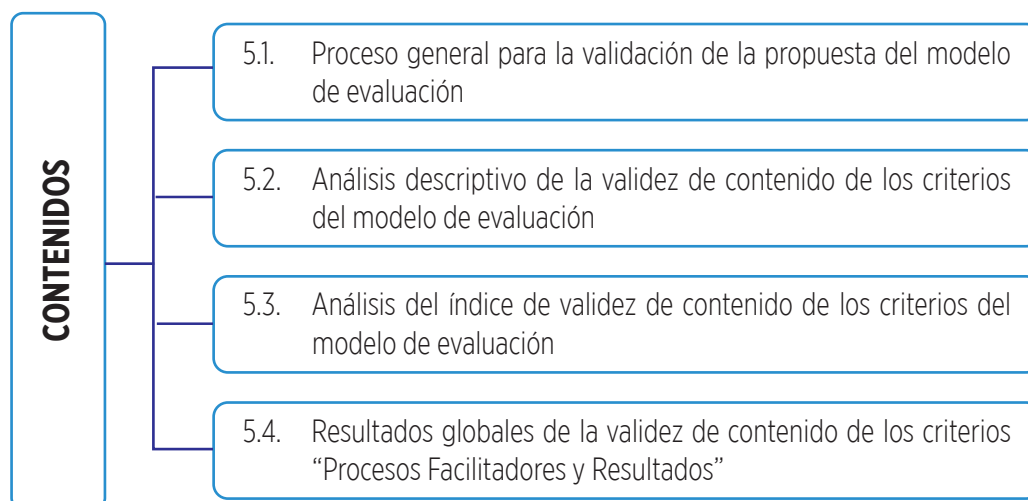 CONTENIDOS
5.1. Proceso general para la validación de la propuesta del modelo
de evaluación
5.2. Análisis descriptivo de la validez de contenido de los criterios
del modelo de evaluación
5.3. Análisis del índice de validez de contenido de los criterios del
modelo de evaluación
5.4. Resultados globales de la validez de contenido de los criterios
“Procesos Facilitadores y Resultados”